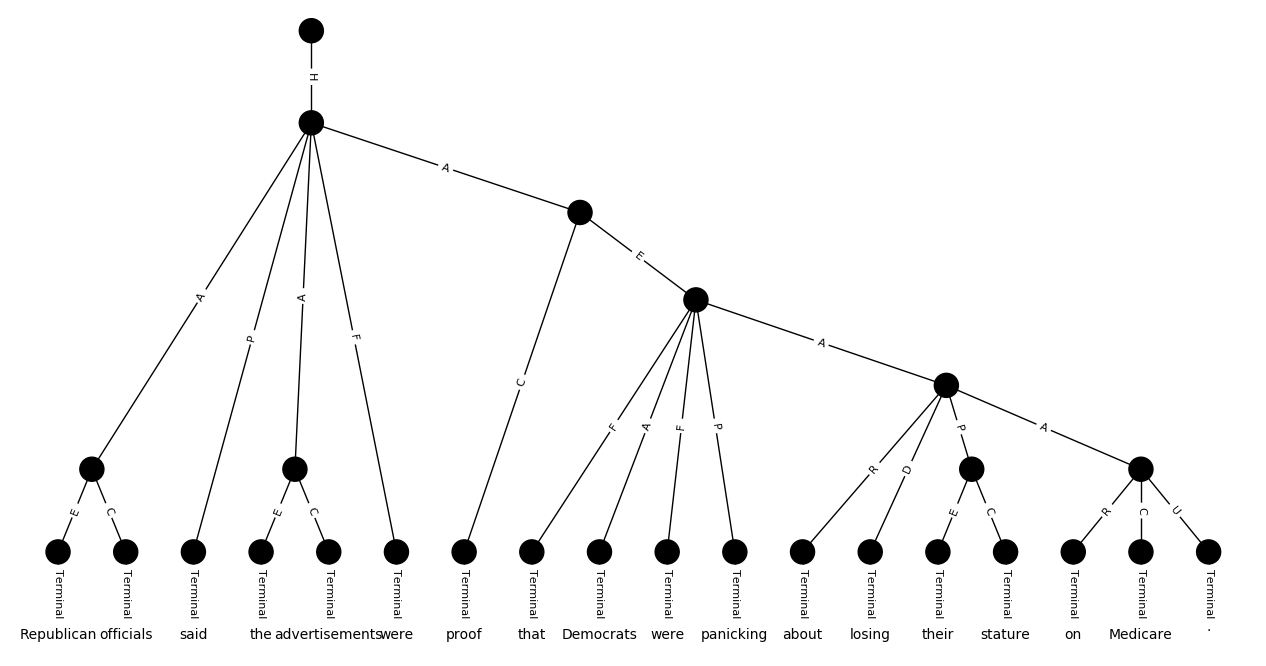 H
A
A
E
A P A F
C
A
F A F P
R D P A
E C
E C
E C
R C U
Terminal Terminal Terminal Terminal Terminal Terminal Terminal Terminal Terminal Terminal Terminal Terminal Terminal Terminal Terminal Terminal Terminal Terminal
Republican officials said the advertisements were proof that Democrats were panicking about losing their stature on Medicare .